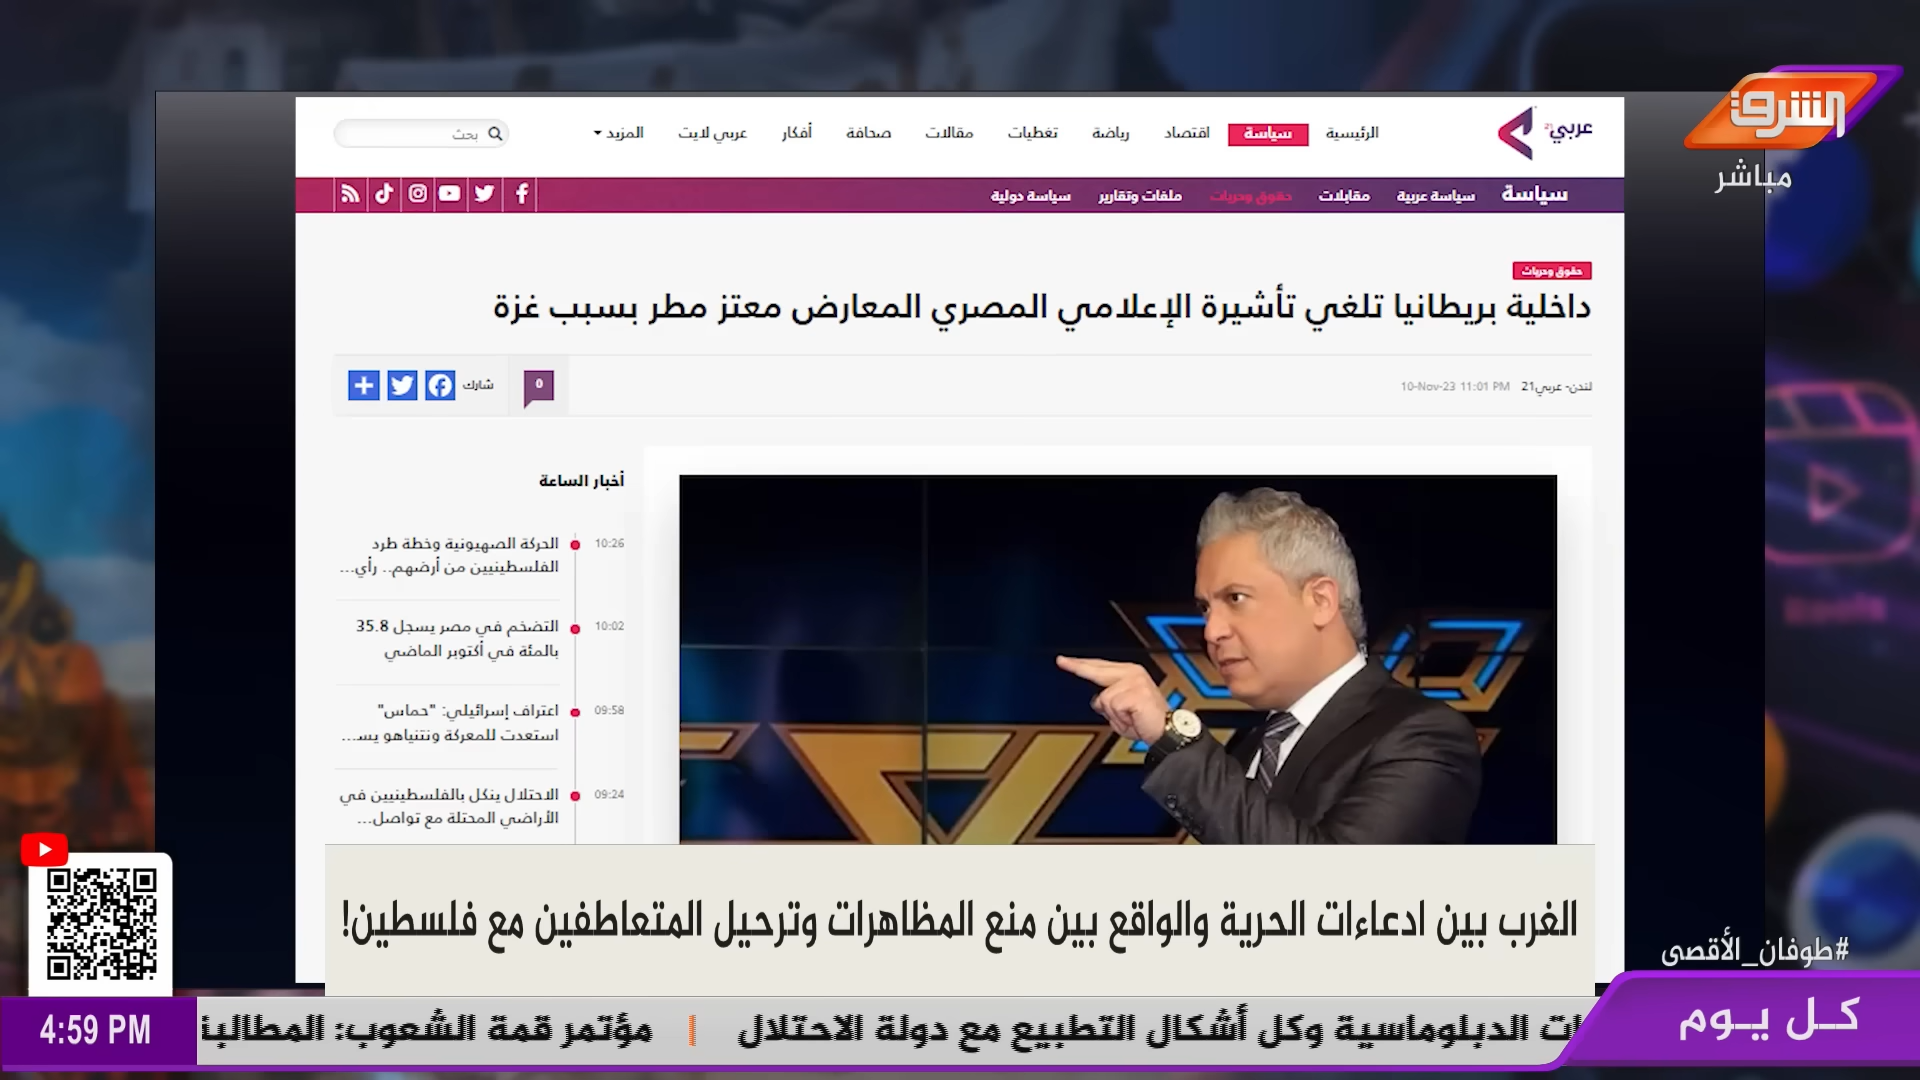 الشرق
مباشر
عربي21
الرئيسية
سياسة
اقتصاد
رياضة
تغطيات
مقالات
صحافة
أفكار
عربي لايت
المزيد
بحث
سياسة
سياسة عربية
مقابلات
حقوق وحريات
ملفات وتقارير
سياسة دولية
حقوق وحريات
داخلية بريطانيا تلغي تأشيرة الإعلامي المصري المعارض معتز مطر بسبب غزة
لندن- عربي21
10-Nov-23 11:01 PM
0
شارك
أخبار الساعة
10:26
الحركة الصهيونية وخطة طرد
الفلسطينيين من أرضهم.. رأي...
10:02
التضخم في مصر يسجل 35.8
بالمئة في أكتوبر الماضي
09:58
اعتراف إسرائيلي: "حماس"
استعدت للمعركة ونتنياهو يسـ...
09:24
الاحتلال ينكل بالفلسطينيين في
الأراضي المحتلة مع تواصل...
Reels
الغرب بين ادعاءات الحرية والواقع بين منع المظاهرات وترحيل المتعاطفين مع فلسطين!
#طوفان_الأقصى
كل يوم
ات الدبلوماسية وكل أشكال التطبيع مع دولة الاحتلال | مؤتمر قمة الشعوب: المطالبة
4:59 PM